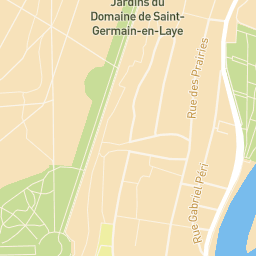 Jardins du
Domaine de Saint-
Germain-en-Laye
Rue des Prairies
Rue Gabriel Péri